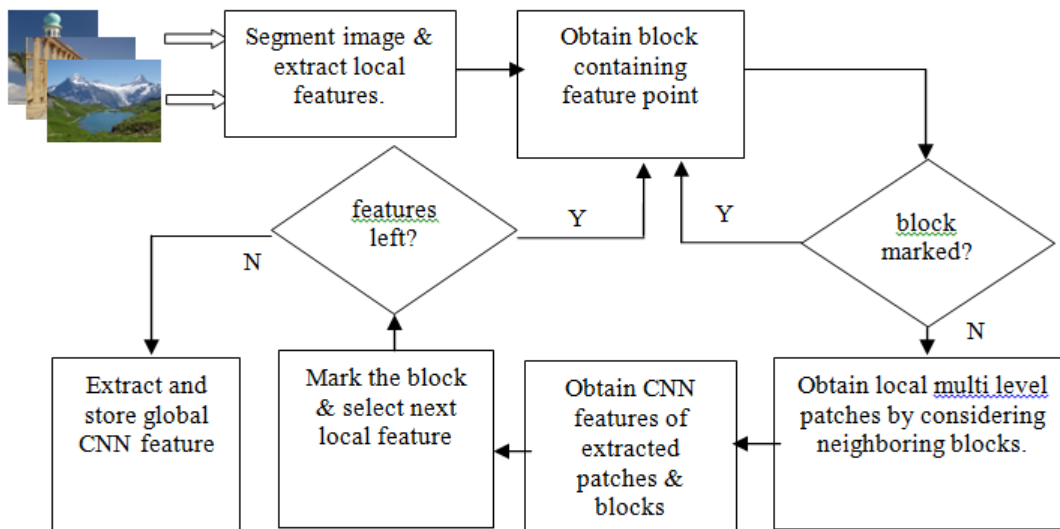 Segment image &
extract local
features.
Obtain block
containing
feature point
features
left?
Y
N
Y
block
marked?
N
Extract and
store global
CNN feature
Mark the block
& select next
local feature
Obtain CNN
features of
extracted
patches &
blocks
Obtain local multi level
patches by considering
neighboring blocks.